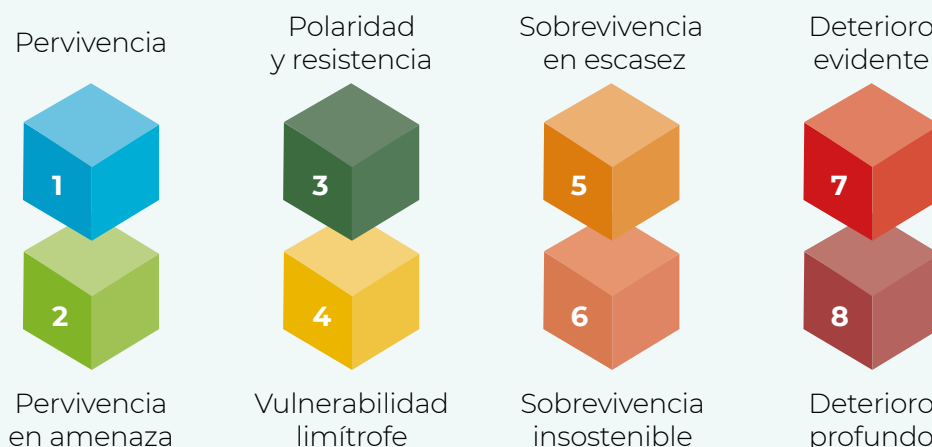 Pervivencia
Polaridad
y resistencia
Sobrevivencia
en escasez
Deterioro
evidente
1
3
5
7
2
4
6
8
Pervivencia
en amenaza
Vulnerabilidad
limítrofe
Sobrevivencia
insostenible
Deterioro
profundo